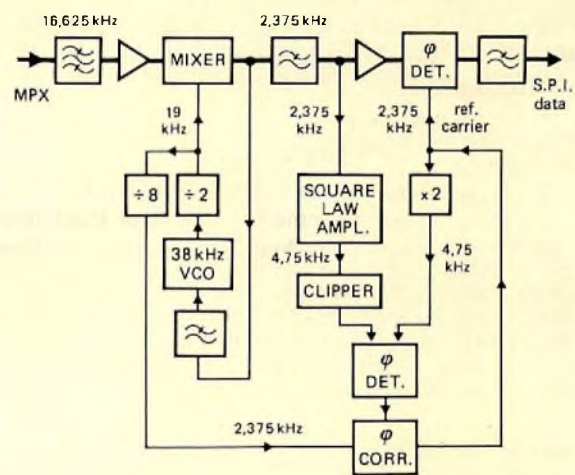 16,625 kHz
2,375 kHz
MIXER
φ
DET.
MPX
S.P.I.
data
19
kHz
2,375
kHz
2,375
kHz
ref.
carrier
÷8
÷2
SQUARE
LAW
AMPL.
x2
38 kHz
VCO
4,75 kHz
4,75
kHz
CLIPPER
φ
DET.
2,375 kHz
φ
CORR.